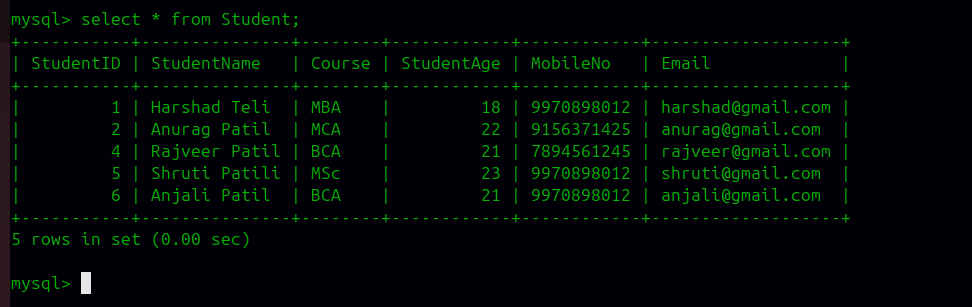 mysql> select * from Student;
+-----------+---------------+--------+------------+------------+-------------------+
| StudentID | StudentName   | Course | StudentAge | MobileNo   | Email             |
+-----------+---------------+--------+------------+------------+-------------------+
|         1 | Harshad Teli  | MBA    |         18 | 9970898012 | harshad@gmail.com |
|         2 | Anurag Patil  | MCA    |         22 | 9156371425 | anurag@gmail.com  |
|         4 | Rajveer Patil | BCA    |         21 | 7894561245 | rajveer@gmail.com |
|         5 | Shruti Patili | MSc    |         23 | 9970898012 | shruti@gmail.com  |
|         6 | Anjali Patil  | BCA    |         21 | 9970898012 | anjali@gmail.com  |
+-----------+---------------+--------+------------+------------+-------------------+
5 rows in set (0.00 sec)
mysql>